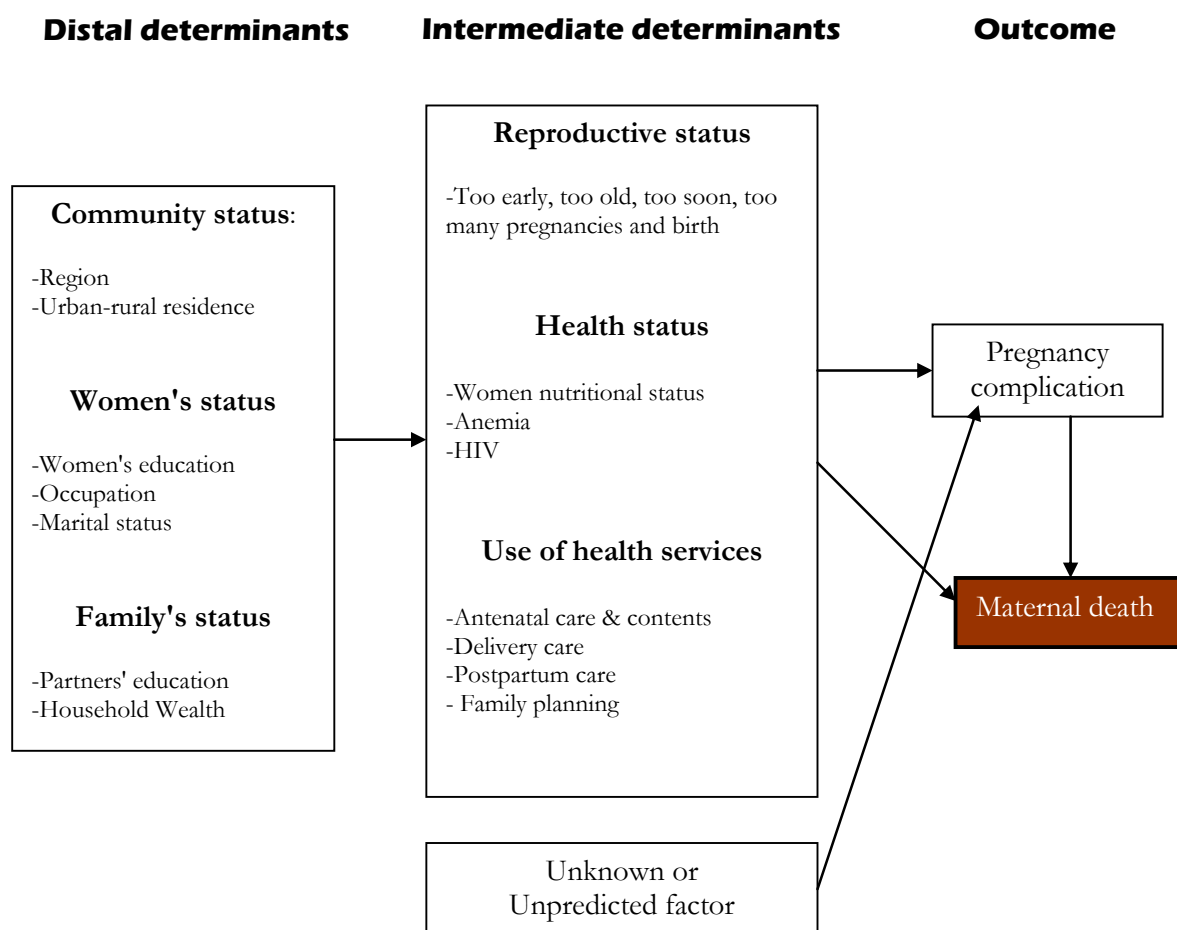 Distal determinants
Intermediate determinants
Outcome
Community status:
-Region
-Urban-rural residence
Women's status
-Women's education
-Occupation
-Marital status
Family's status
-Partners' education
-Household Wealth
Reproductive status
-Too early, too old, too soon, too
many pregnancies and birth
Health status
-Women nutritional status
-Anemia
-HIV
Use of health services
-Antenatal care & contents
-Delivery care
-Postpartum care
- Family planning
Unknown or
Unpredicted factor
Pregnancy
complication
Maternal death